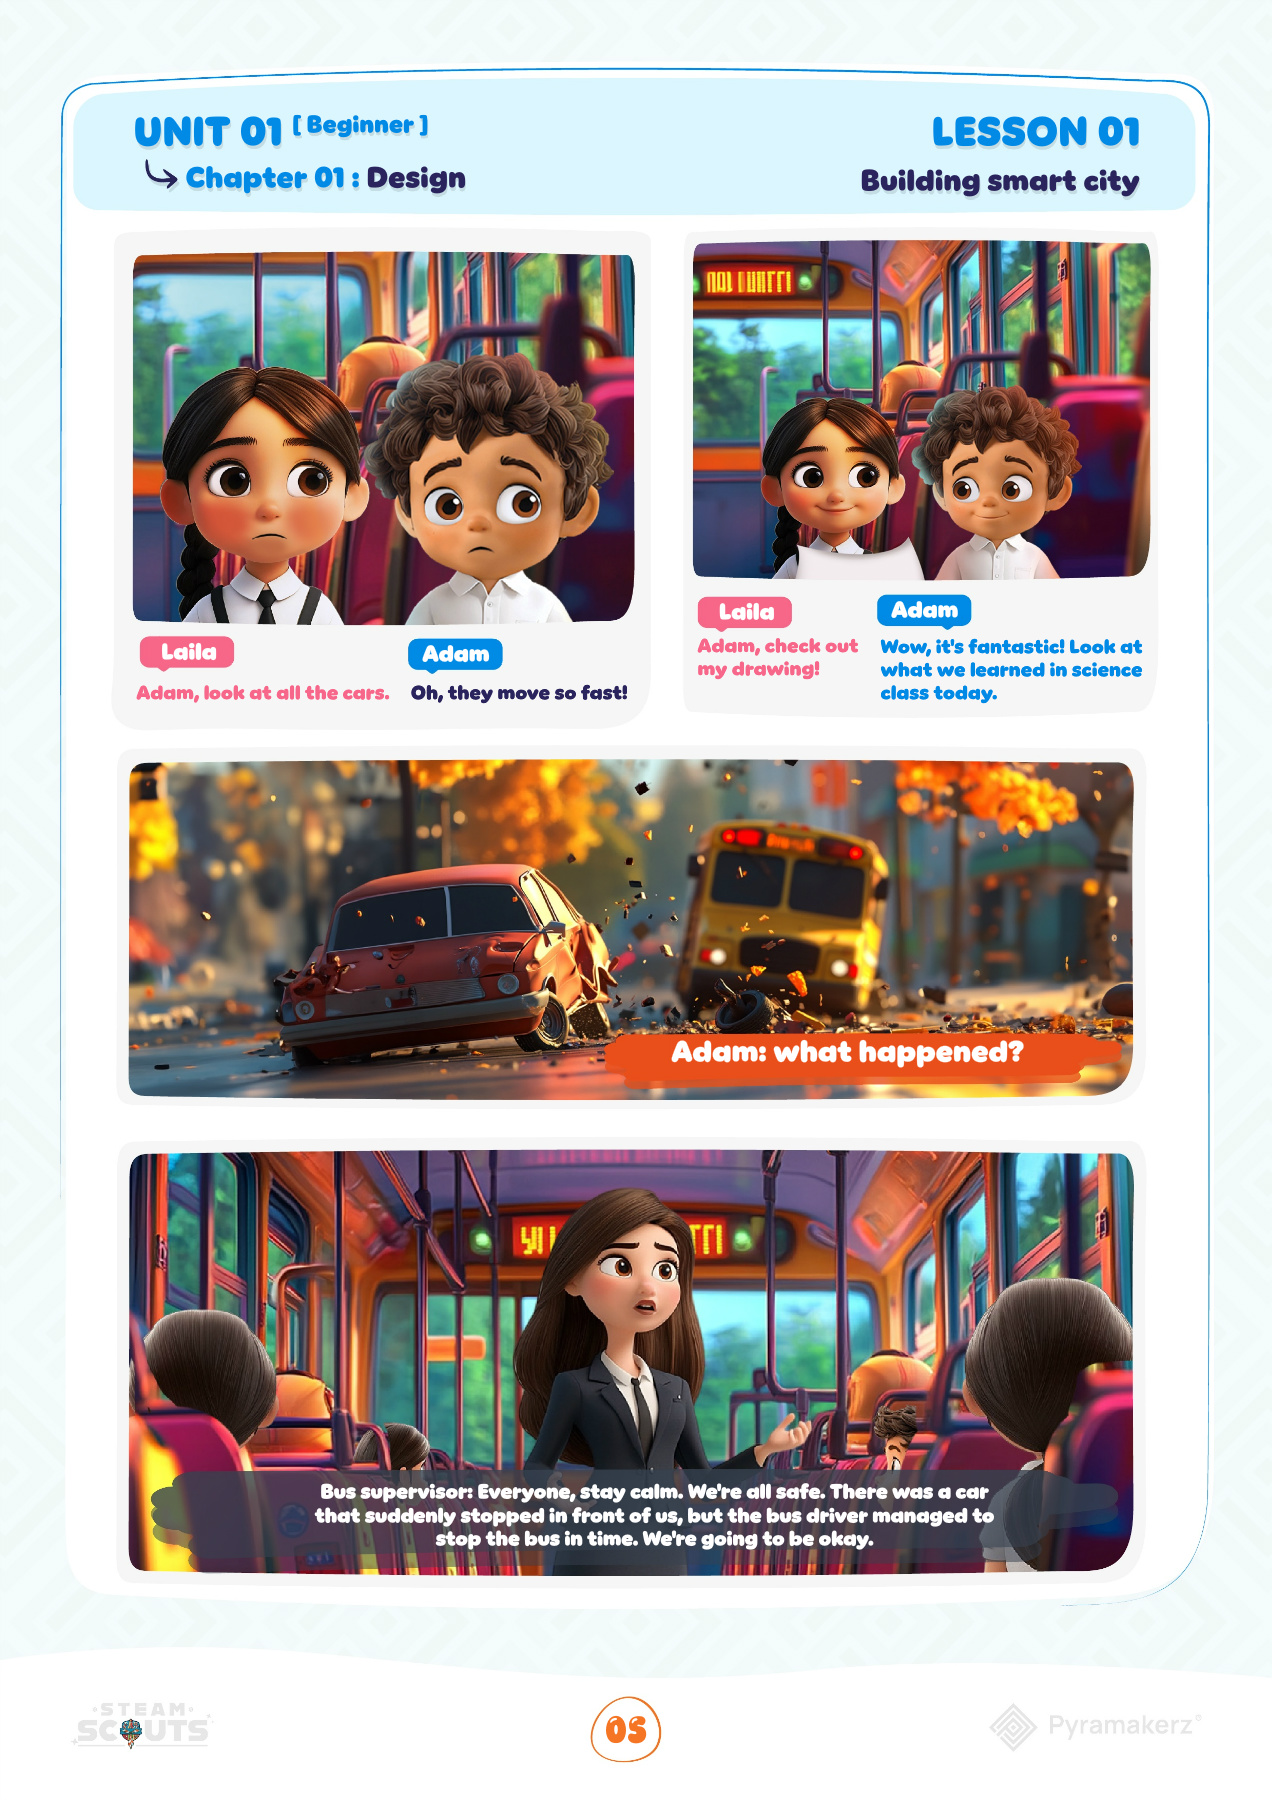 UNIT 01 [ Beginner ]
Chapter 01 : Design
LESSON 01
Building smart city
Laila
Adam, look at all the cars.
Adam
Oh, they move so fast!
Laila
Adam, check out
my drawing!
Adam
Wow, it's fantastic! Look at
what we learned in science
class today.
Adam: what happened?
Bus supervisor: Everyone, stay calm. We're all safe. There was a car
that suddenly stopped in front of us, but the bus driver managed to
stop the bus in time. We're going to be okay.
STEAM
SCOUTS
05
Pyramakerz